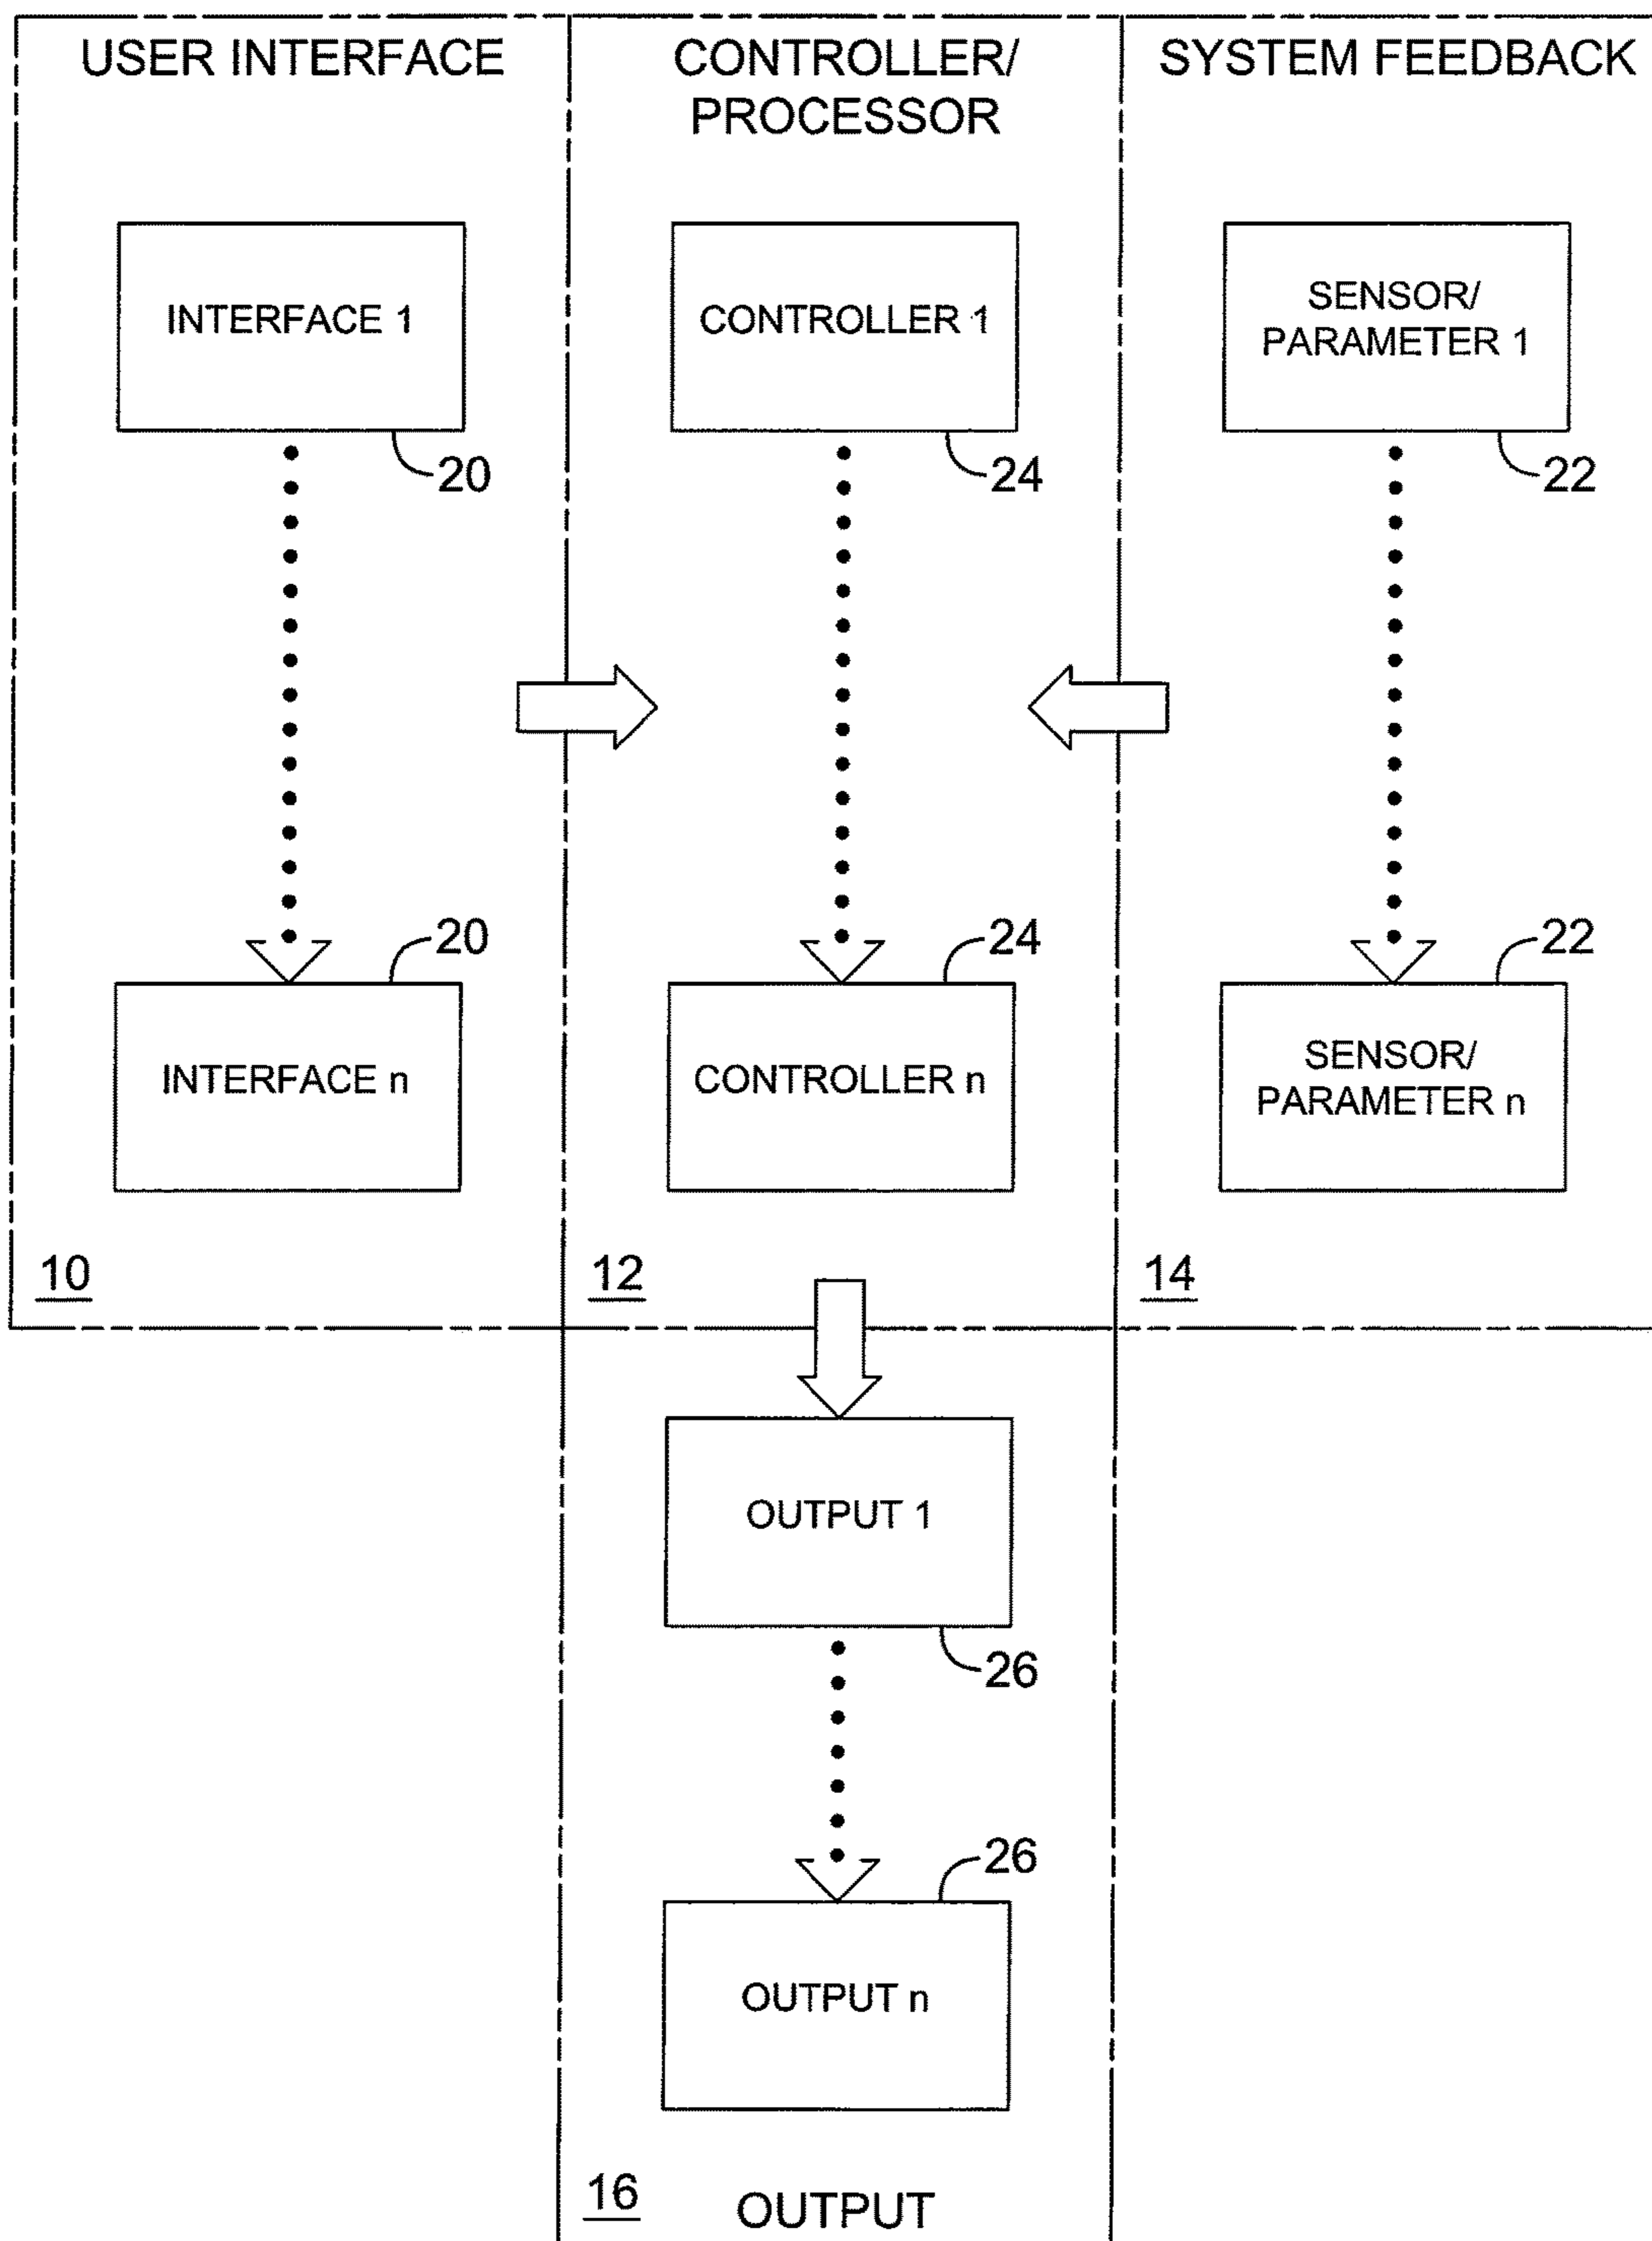 USER INTERFACE
CONTROLLER/
PROCESSOR
SYSTEM FEEDBACK
INTERFACE 1
20
CONTROLLER 1
24
SENSOR/
PARAMETER 1
22
20
INTERFACE n
24
CONTROLLER n
22
SENSOR/
PARAMETER n
10
12
14
OUTPUT 1
26
26
OUTPUT n
16
OUTPUT